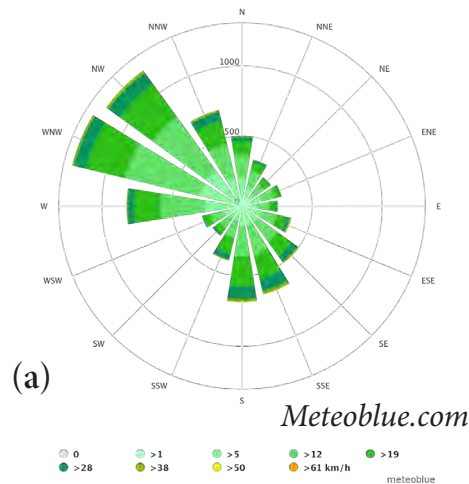 N
NNW
NNE
NW
NE
1000
WNW
500
ENE
0
W
E
WSW
ESE
SW
SE
SSW
SSE
S
(a)
Meteoblue.com
0 >1 >5 >12 >19
>28 >38 >50 >61 km/h
meteoblue